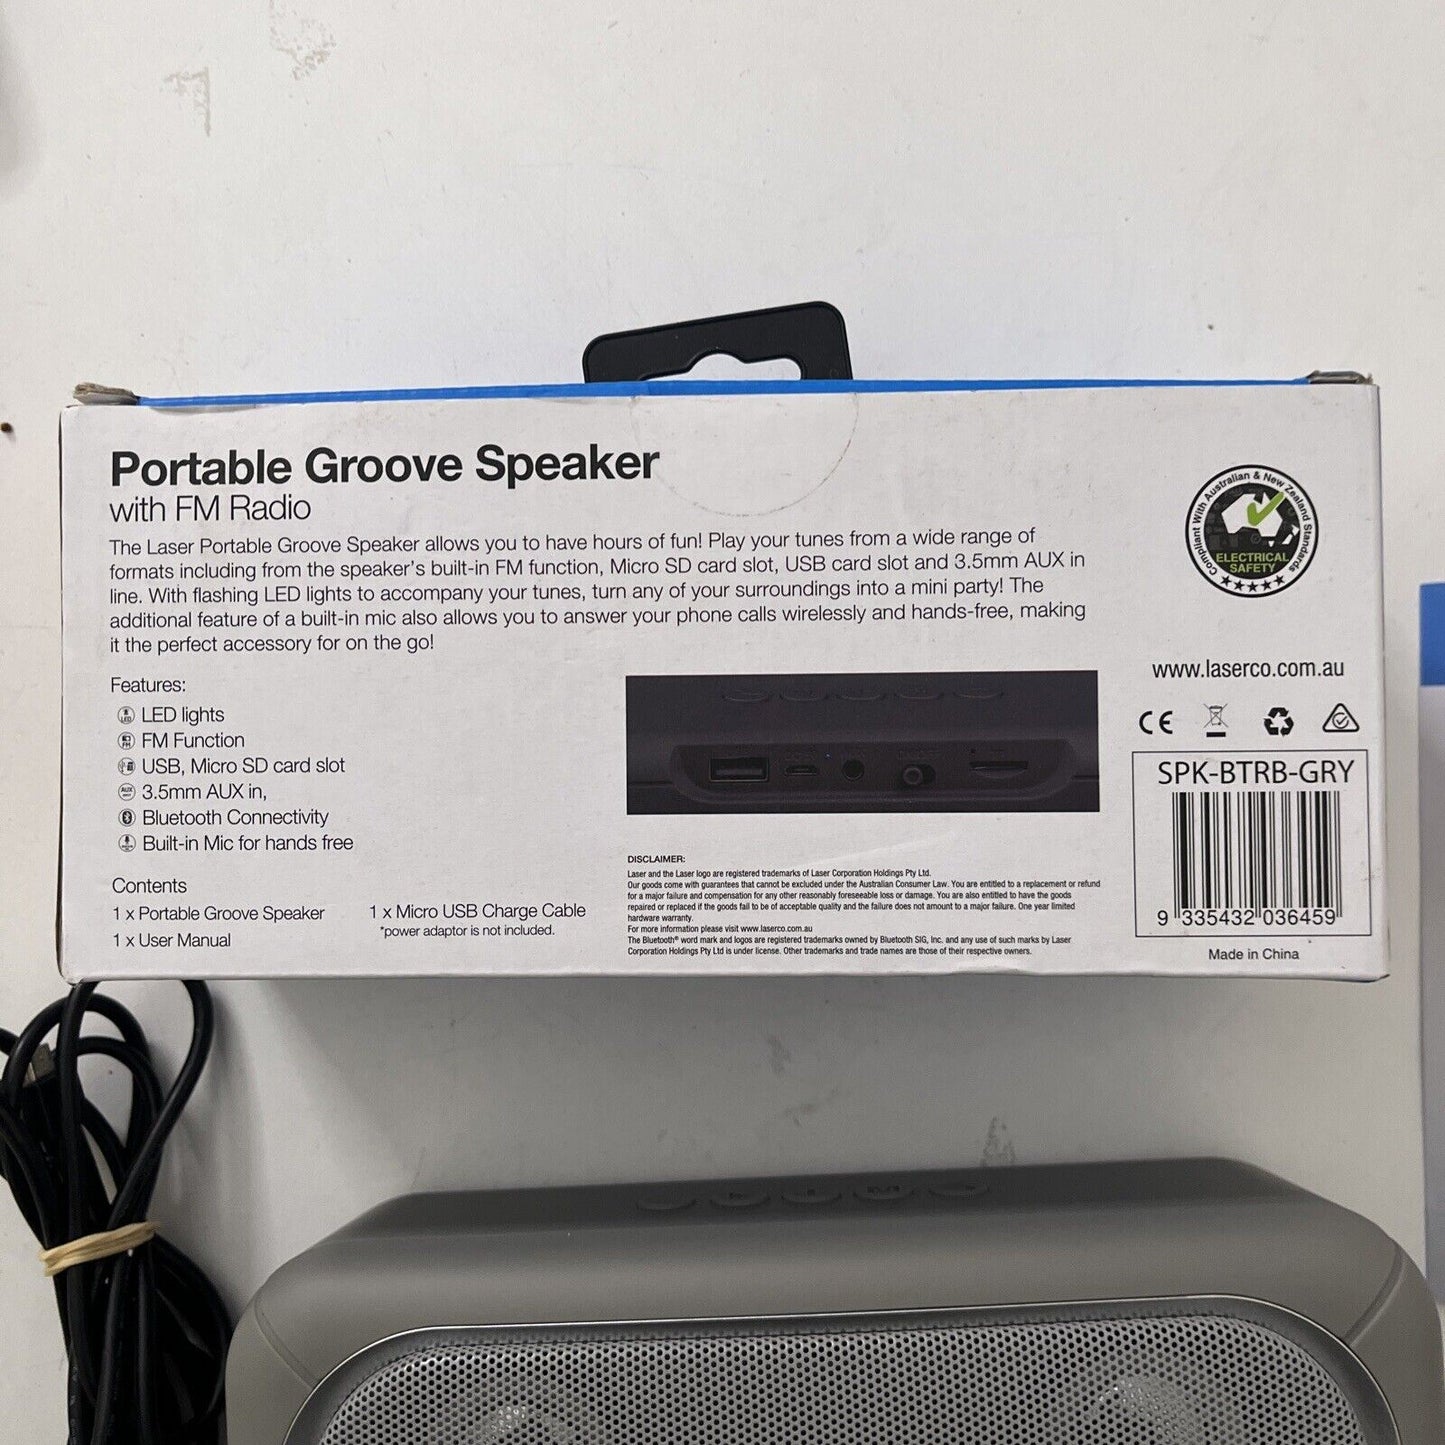 Portable Groove Speaker
with FM Radio
The Laser Portable Groove Speaker allows you to have hours of fun! Play your tunes from a wide range of
formats including from the speaker's built-in FM function, Micro SD card slot, USB card slot and 3.5mm AUX in
line. With flashing LED lights to accompany your tunes, turn any of your surroundings into a mini party! The
additional feature of a built-in mic also allows you to answer your phone calls wirelessly and hands-free, making
it the perfect accessory for on the go!
Features:
LED lights
FM Function
USB, Micro SD card slot
3.5mm AUX in,
Bluetooth Connectivity
Built-in Mic for hands free
Contents
1 x Portable Groove Speaker
1 x User Manual
1 x Micro USB Charge Cable
*power adaptor is not included.
DISCLAIMER:
Laser and the Laser logo are registered trademarks of Laser Corporation Holdings Pty Ltd.
Our goods come with guarantees that cannot be excluded under the Australian Consumer Law. You are entitled to a replacement or refund
for a major failure and compensation for any other reasonably foreseeable loss or damage. You are also entitled to have the goods
repaired or replaced if the goods fail to be of acceptable quality and the failure does not amount to a major failure. One year limited
hardware warranty.
For more information please visit www.laserco.com.au
The Bluetooth® word mark and logos are registered trademarks owned by Bluetooth SIG, Inc. and any use of such marks by Laser
Corporation Holdings Pty Ltd is under license. Other trademarks and trade names are those of their respective owners.
Compliant With Australian & New Zealand Standards
ELECTRICAL
SAFETY
www.laserco.com.au
CE
SPK-BTRB-GRY
9 335432 036459
Made in China